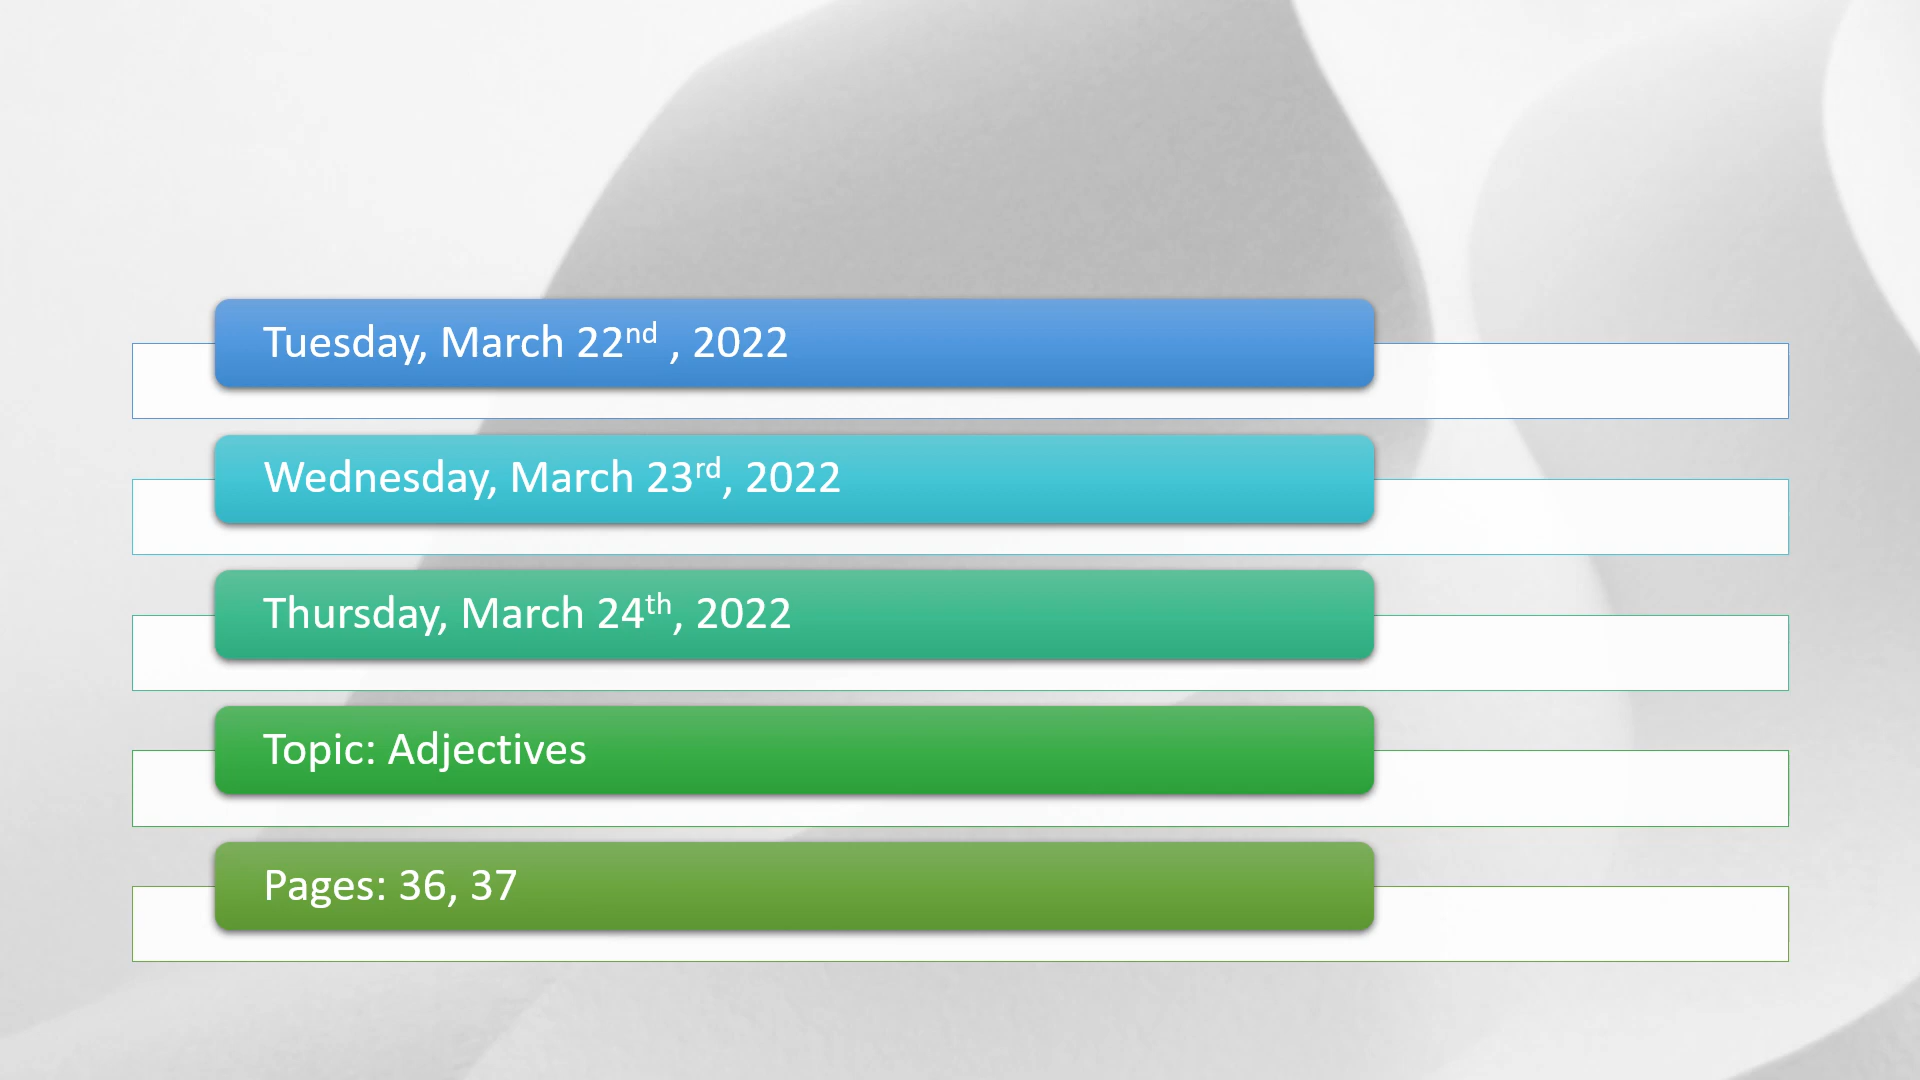 Tuesday, March 22nd , 2022
Wednesday, March 23rd, 2022
Thursday, March 24th, 2022
Topic: Adjectives
Pages: 36, 37